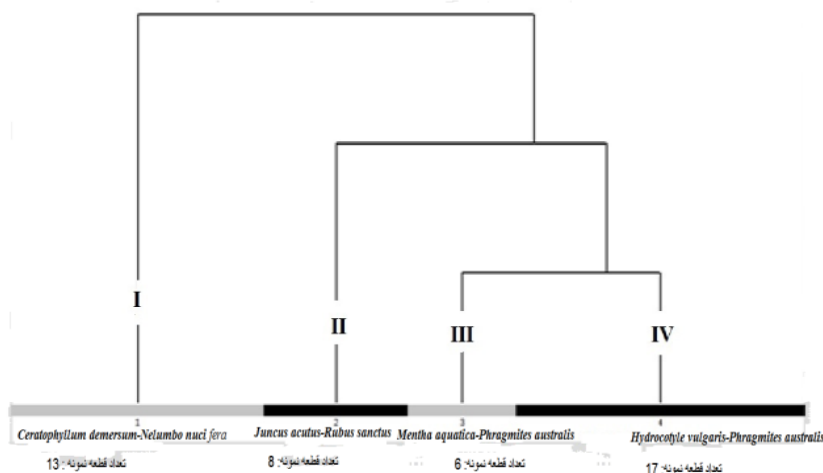 I
II
III
IV
1
2
3
4
Ceratophyllum demersum-Nelumbo nuci fera
Juncus acutus-Rubus sanctus
Mentha aquatica-Phragmites australis
Hydrocotyle vulgaris-Phragmites australis
تعداد قطعه نمونه: 13
تعداد قطعه نمونه: 8
تعداد قطعه نمونه: 6
تعداد قطعه نمونه: 17